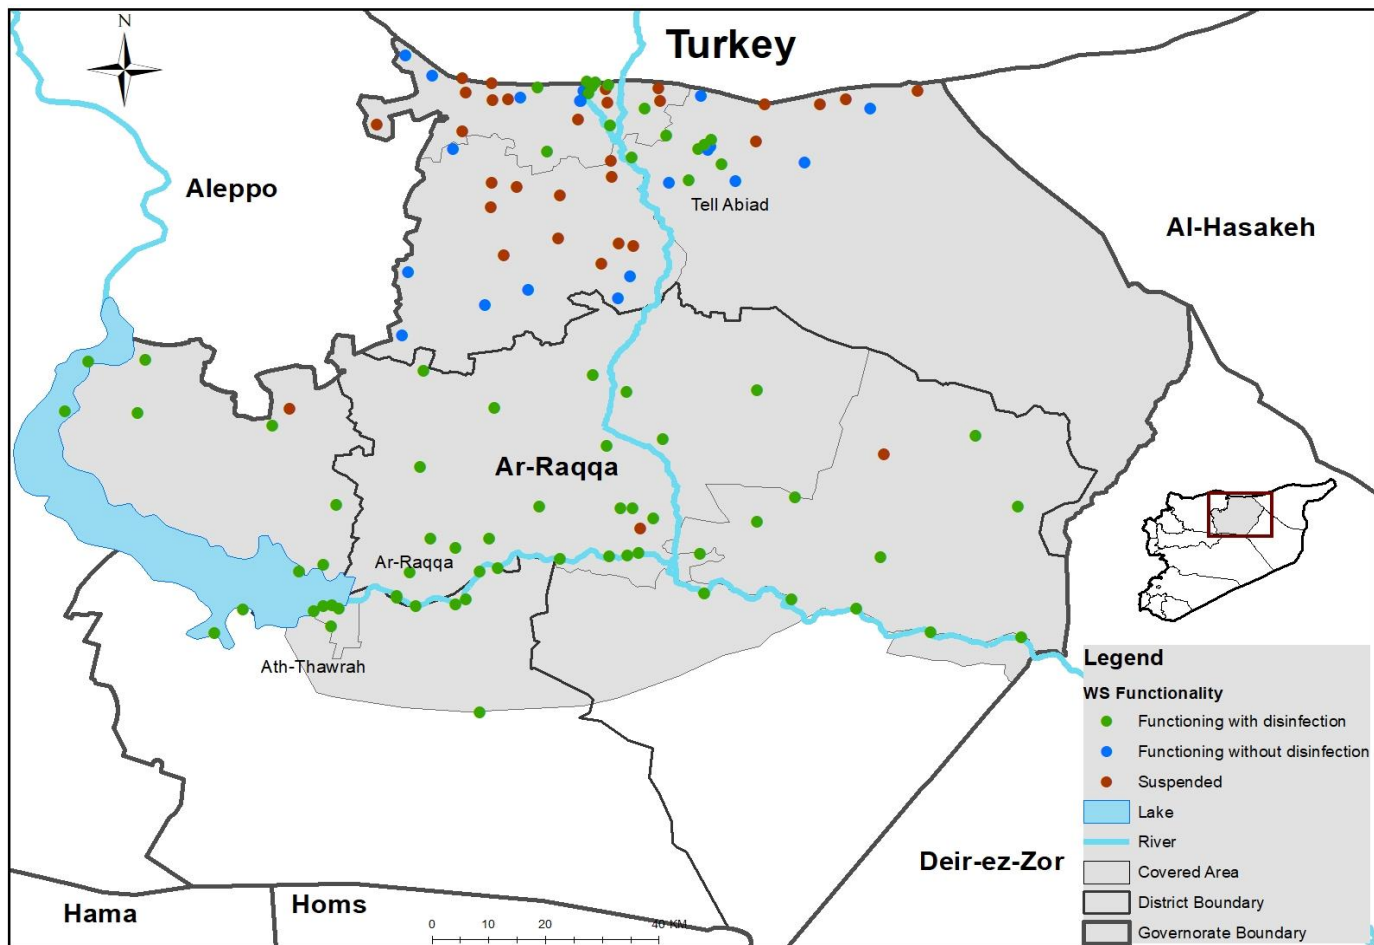 N
Turkey
Aleppo
Tell Abiad
Al-Hasakeh
Ar-Raqqa
Ar-Raqqa
Ath-Thawrah
Deir-ez-Zor
Hama
Homs
0 10 20 40 KM
Legend
WS Functionality
Functioning with disinfection
Functioning without disinfection
Suspended
Lake
River
Covered Area
District Boundary
Governorate Boundary